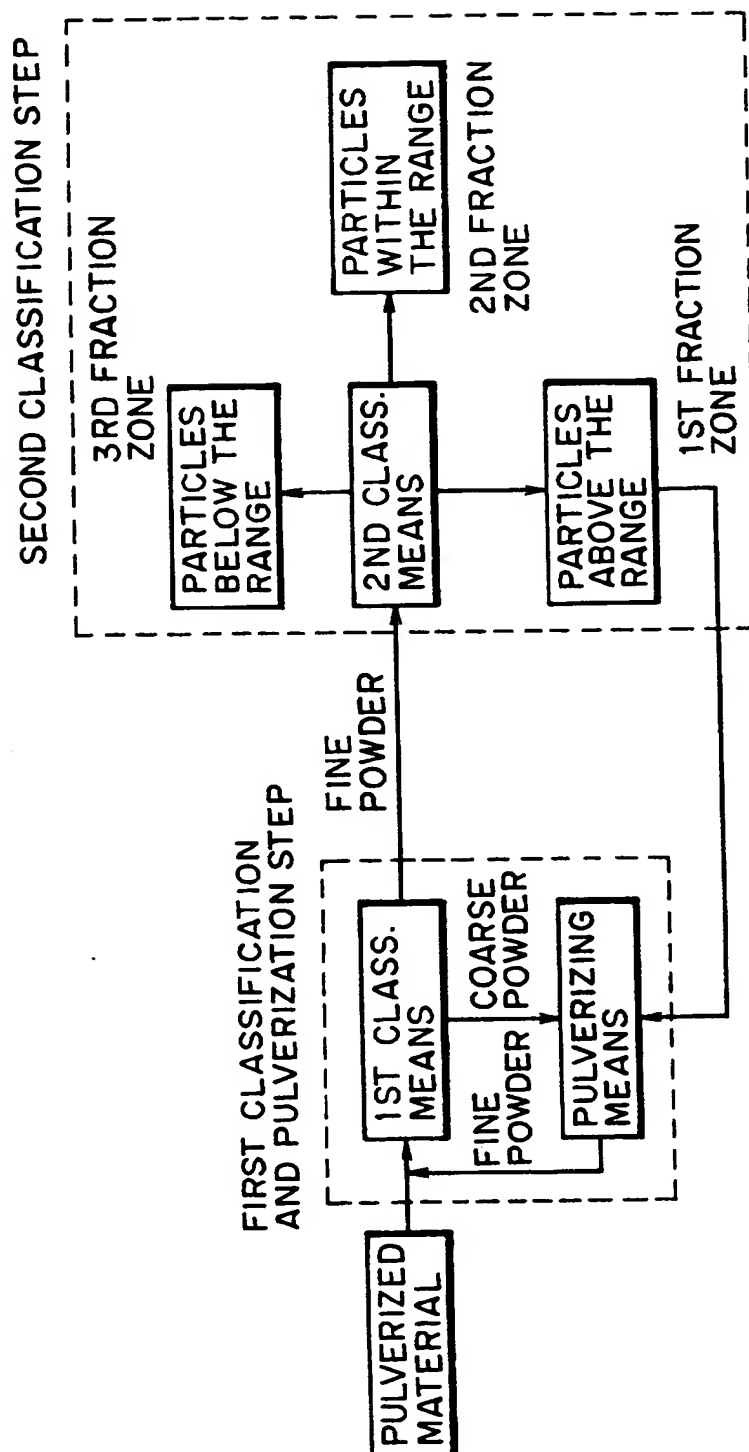 SECOND CLASSIFICATION STEP
3RD FRACTION
ZONE
PARTICLES
BELOW THE
RANGE
2ND CLASS.
MEANS
PARTICLES
WITHIN
THE RANGE
2ND FRACTION
ZONE
PARTICLES
ABOVE THE
RANGE
1ST FRACTION
ZONE
FINE
POWDER
FIRST CLASSIFICATION
AND PULVERIZATION STEP
1ST CLASS.
MEANS
COARSE
POWDER
FINE
POWDER
PULVERIZING
MEANS
PULVERIZED
MATERIAL